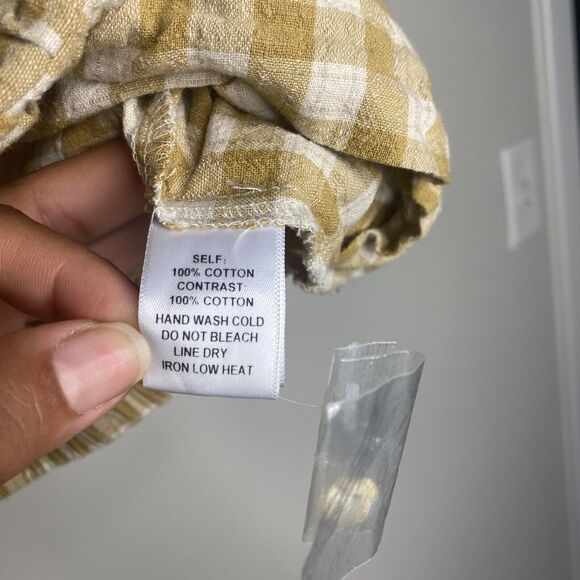 SELF:
100% COTTON
CONTRAST:
100% COTTON
HAND WASH COLD
DO NOT BLEACH
LINE DRY
IRON LOW HEAT